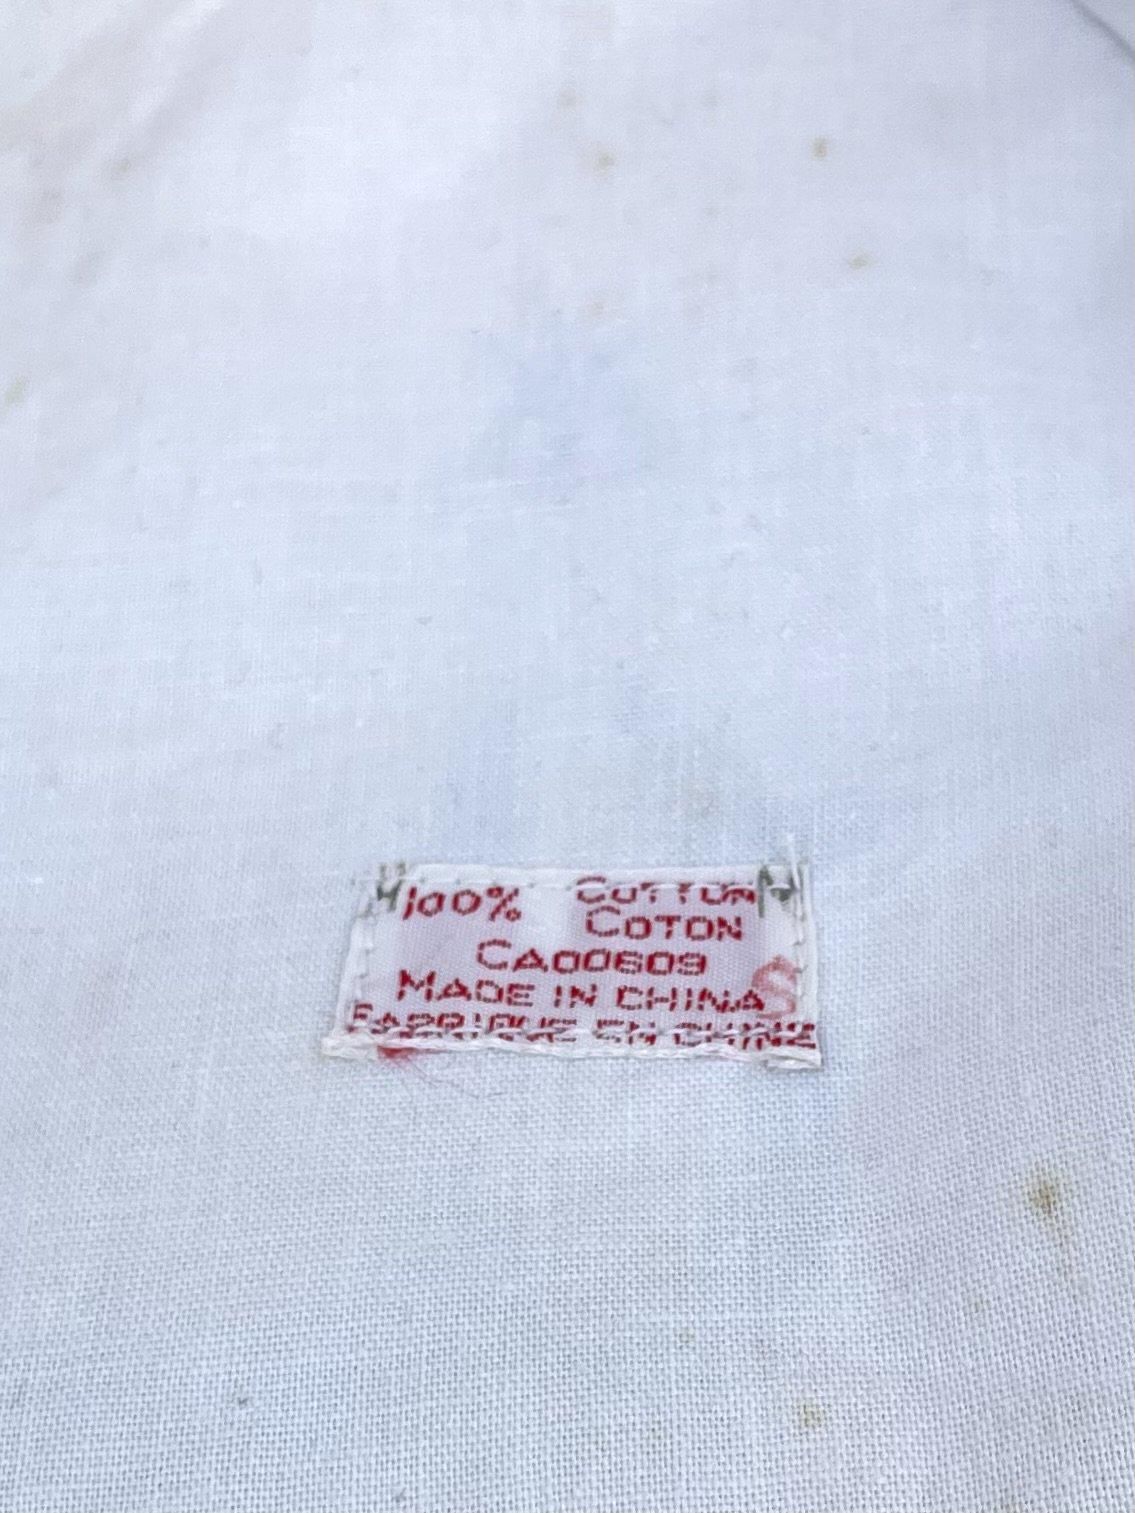 100% COTTON
COTON
CA00609
MADE IN CHINA
S
FABRIQUE EN CHINE